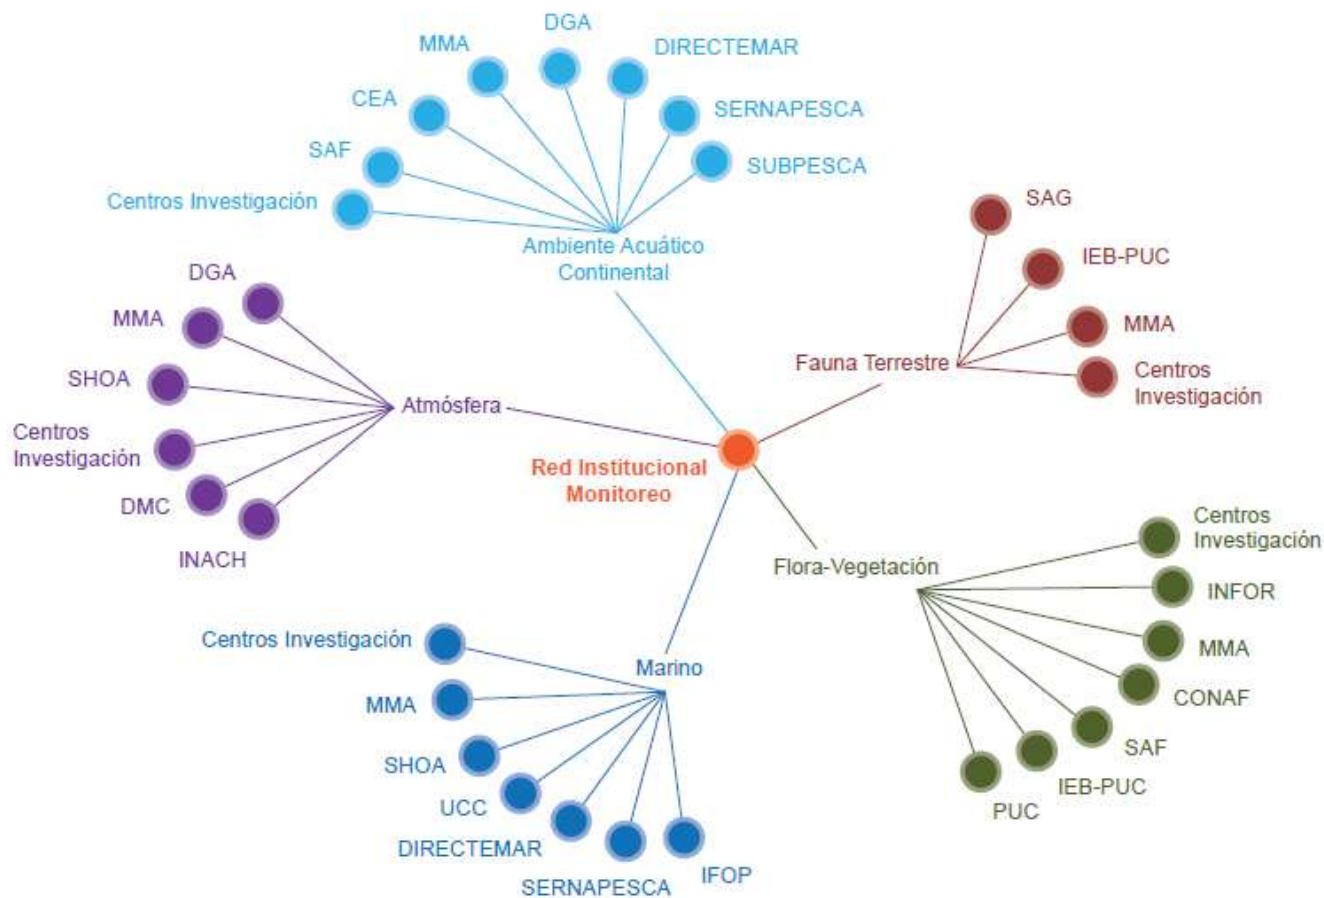 DGA
MMA
DIRECTEMAR
CEA
SERNAPESCA
SAF
SUBPESCA
Centros Investigación
Ambiente Acuático
Continental
SAG
IEB-PUC
MMA
Fauna Terrestre
Centros
Investigación
DGA
MMA
SHOA
Atmósfera
Centros
Investigación
DMC
INACH
Red Institucional
Monitoreo
Flora-Vegetación
Centros
Investigación
INFOR
MMA
CONAF
SAF
IEB-PUC
PUC
Marino
Centros Investigación
MMA
SHOA
UCC
DIRECTEMAR
SERNAPESCA
IFOP